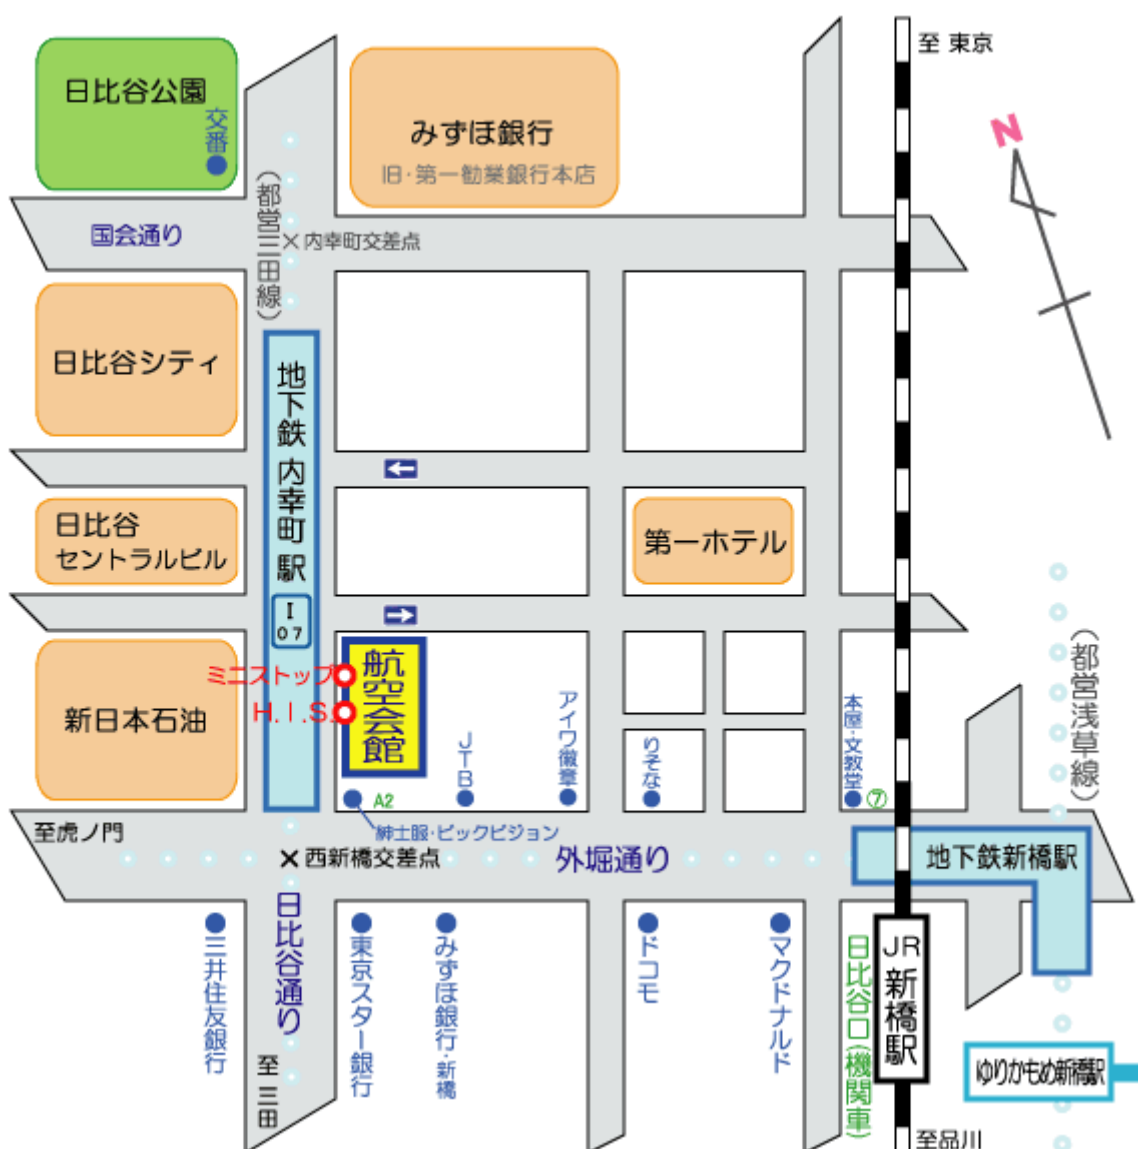 至 東京
N
日比谷公園
交番
みずほ銀行
旧·第一勧業銀行本店
国会通り
(都営三田線)
×内幸町交差点
日比谷シティ
地下鉄 内幸町 駅
I
07
日比谷
セントラルビル
第一ホテル
新日本石油
ミニストップ
H.I.S.
航空会館
JTB
アイワ徽章
りそな
本屋·文教堂
⑦
(都営浅草線)
A2
紳士服·ビックビジョン
至虎ノ門
×西新橋交差点
外堀通り
地下鉄新橋駅
三井住友銀行
日比谷通り
至 三田
東京スター銀行
みずほ銀行·新橋
ドコモ
マクドナルド
日比谷口(機関車)
JR
新橋駅
ゆりかもめ新橋駅
至品川